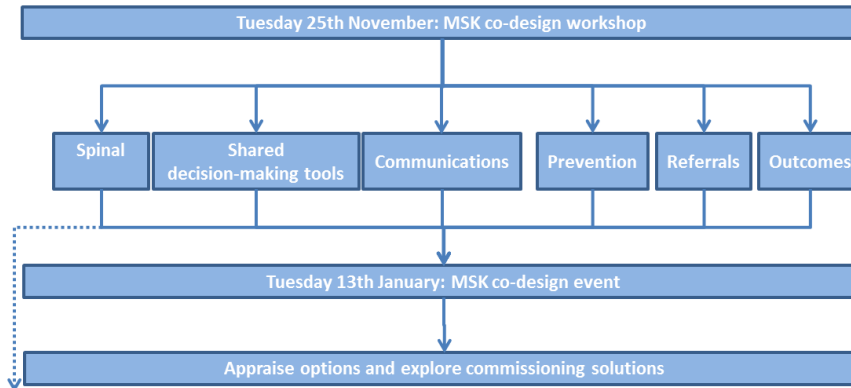 Tuesday 25th November: MSK co-design workshop
Spinal
Shared
decision-making tools
Communications
Prevention
Referrals
Outcomes
Tuesday 13th January: MSK co-design event
Appraise options and explore commissioning solutions